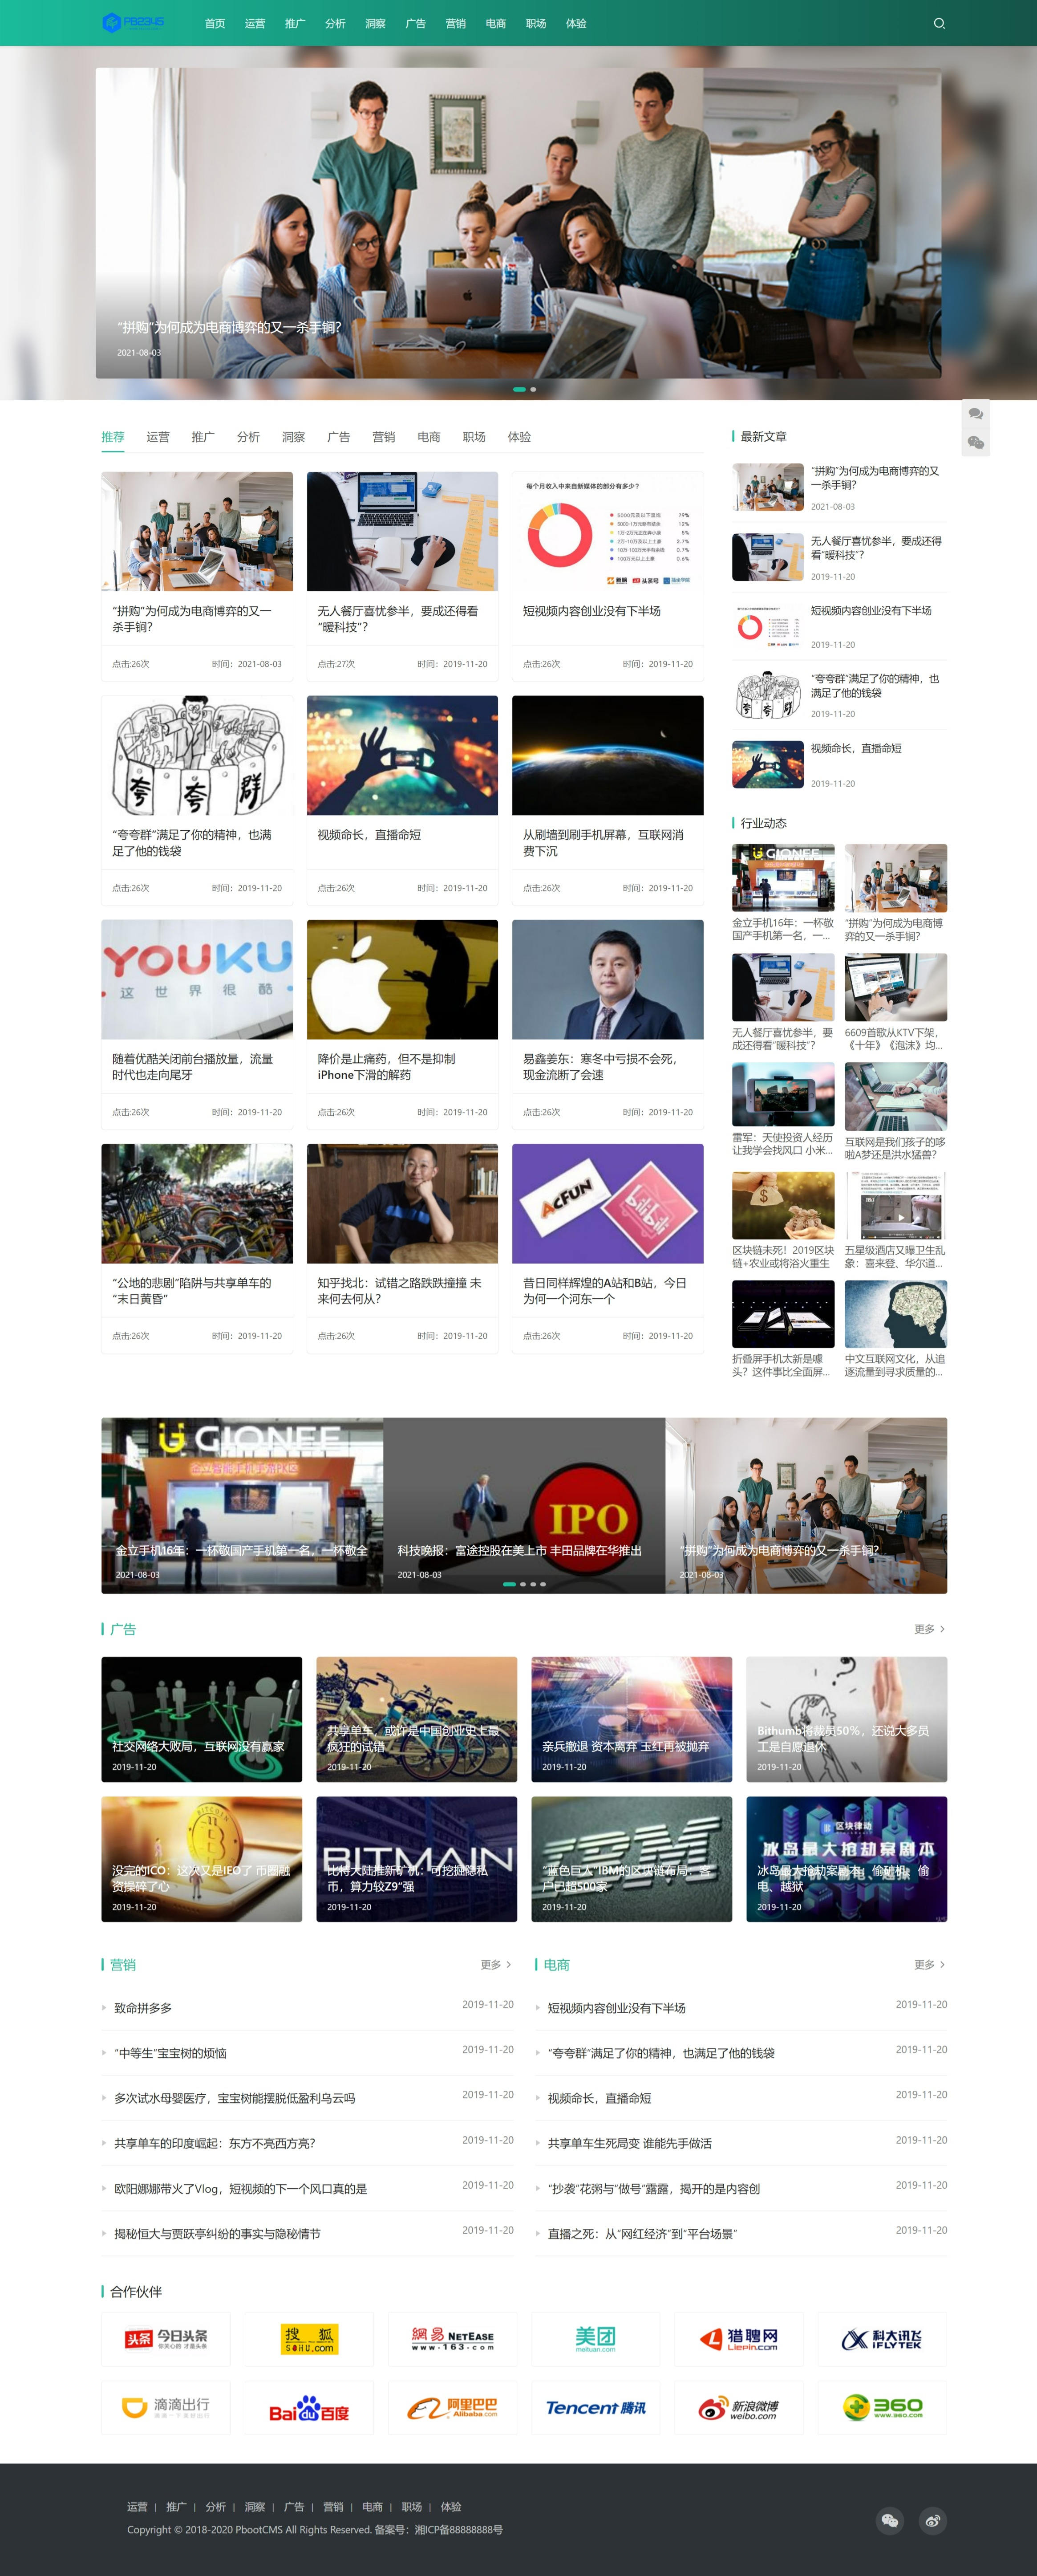 PB2345
首页 运营 推广 分析 洞察 广告 营销 电商 职场 体验
“拼购”为何成为电商博弈的又一杀手锏?
2021-08-03
推荐 运营 推广 分析 洞察 广告 营销 电商 职场 体验
每个月收入中来自新媒体的部分有多少?
“拼购”为何成为电商博弈的又一
杀手锏?
点击:26次 时间：2021-08-03
无人餐厅喜忧参半，要成还得看
“暖科技”?
点击:27次 时间：2019-11-20
短视频内容创业没有下半场
点击:26次 时间：2019-11-20
夸 夸 群
“夸夸群”满足了你的精神，也满
足了他的钱袋
点击:26次 时间：2019-11-20
视频命长，直播命短
点击:26次 时间：2019-11-20
从刷墙到刷手机屏幕，互联网消
费下沉
点击:26次 时间：2019-11-20
YOUKU
这世界很酷
随着优酷关闭前台播放量，流量
时代也走向尾牙
点击:26次 时间：2019-11-20
降价是止痛药，但不是抑制
iPhone下滑的解药
点击:26次 时间：2019-11-20
易鑫姜东：寒冬中亏损不会死，
现金流断了会速
点击:26次 时间：2019-11-20
“公地的悲剧”陷阱与共享单车的
“末日黄昏”
点击:26次 时间：2019-11-20
知乎找北：试错之路跌跌撞撞 未
来何去何从?
点击:26次 时间：2019-11-20
ACFUN
bilibili
昔日同样辉煌的A站和B站，今日
为何一个河东一个
点击:26次 时间：2019-11-20
最新文章
“拼购”为何成为电商博弈的又
一杀手锏?
2021-08-03
无人餐厅喜忧参半，要成还得
看“暖科技”?
2019-11-20
短视频内容创业没有下半场
2019-11-20
“夸夸群”满足了你的精神，也
满足了他的钱袋
2019-11-20
视频命长，直播命短
2019-11-20
行业动态
GIONEE
金立手机16年：一杯敬
国产手机第一名，一...
“拼购”为何成为电商博
弈的又一杀手锏?
无人餐厅喜忧参半，要
成还得看“暖科技”?
6609首歌从KTV下架，
《十年》《泡沫》均...
雷军：天使投资人经历
让我学会找风口 小米...
互联网是我们孩子的哆
啦A梦还是洪水猛兽?
区块链未死！2019区块
链+农业或将浴火重生
五星级酒店又曝卫生乱
象：喜来登、华尔道...
折叠屏手机太新是噱
头？这件事比全面屏...
中文互联网文化，从追
逐流量到寻求质量的...
GIONEE
金立手机16年：一杯敬国产手机第一名，一杯敬全
2021-08-03
IPO
科技晚报：富途控股在美上市 丰田品牌在华推出
2021-08-03
“拼购”为何成为电商博弈的又一杀手锏?
2021-08-03
广告 更多
社交网络大败局，互联网没有赢家
2019-11-20
共享单车，或许是中国创业史上最
疯狂的试错
2019-11-20
亲兵撤退 资本离弃 玉红再被抛弃
2019-11-20
Bithumb将裁员50%，还说大多员
工是自愿退休
2019-11-20
BITCOIN
没完的ICO：这次又是IEO了 币圈融
资操碎了心
2019-11-20
BITMAIN
比特大陆推新矿机：可挖掘隐私
币，算力较Z9“强
2019-11-20
“蓝色巨人”IBM的区块链布局，客
户已超500家
2019-11-20
区块律动
冰岛最大抢劫案剧本
冰岛最大抢劫案剧本：偷矿机、偷
电、越狱
2019-11-20
营销 更多
致命拼多多 2019-11-20
“中等生”宝宝树的烦恼 2019-11-20
多次试水母婴医疗，宝宝树能摆脱低盈利乌云吗 2019-11-20
共享单车的印度崛起：东方不亮西方亮? 2019-11-20
欧阳娜娜带火了Vlog，短视频的下一个风口真的是 2019-11-20
揭秘恒大与贾跃亭纠纷的事实与隐秘情节 2019-11-20
电商 更多
短视频内容创业没有下半场 2019-11-20
“夸夸群”满足了你的精神，也满足了他的钱袋 2019-11-20
视频命长，直播命短 2019-11-20
共享单车生死局变 谁能先手做活 2019-11-20
“抄袭”花粥与“做号”露露，揭开的是内容创 2019-11-20
直播之死：从“网红经济”到“平台场景” 2019-11-20
合作伙伴
头条 今日头条
你关心的 才是头条
搜狐
SOHU.com
網易 NETEASE
www.163.com
美团
meituan.com
猎聘网
Liepin.com
科大讯飞
iFLYTEK
滴滴出行
Bai百度
阿里巴巴
Alibaba.com
Tencent 腾讯
新浪微博
weibo.com
360
www.360.com
运营 | 推广 | 分析 | 洞察 | 广告 | 营销 | 电商 | 职场 | 体验
Copyright © 2018-2020 PbootCMS All Rights Reserved. 备案号：湘ICP备88888888号